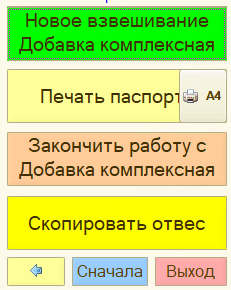 Новое взвешивание
Добавка комплексная
Печать паспорт
A4
Закончить работу с
Добавка комплексная
Скопировать отвес
Сначала
Выход